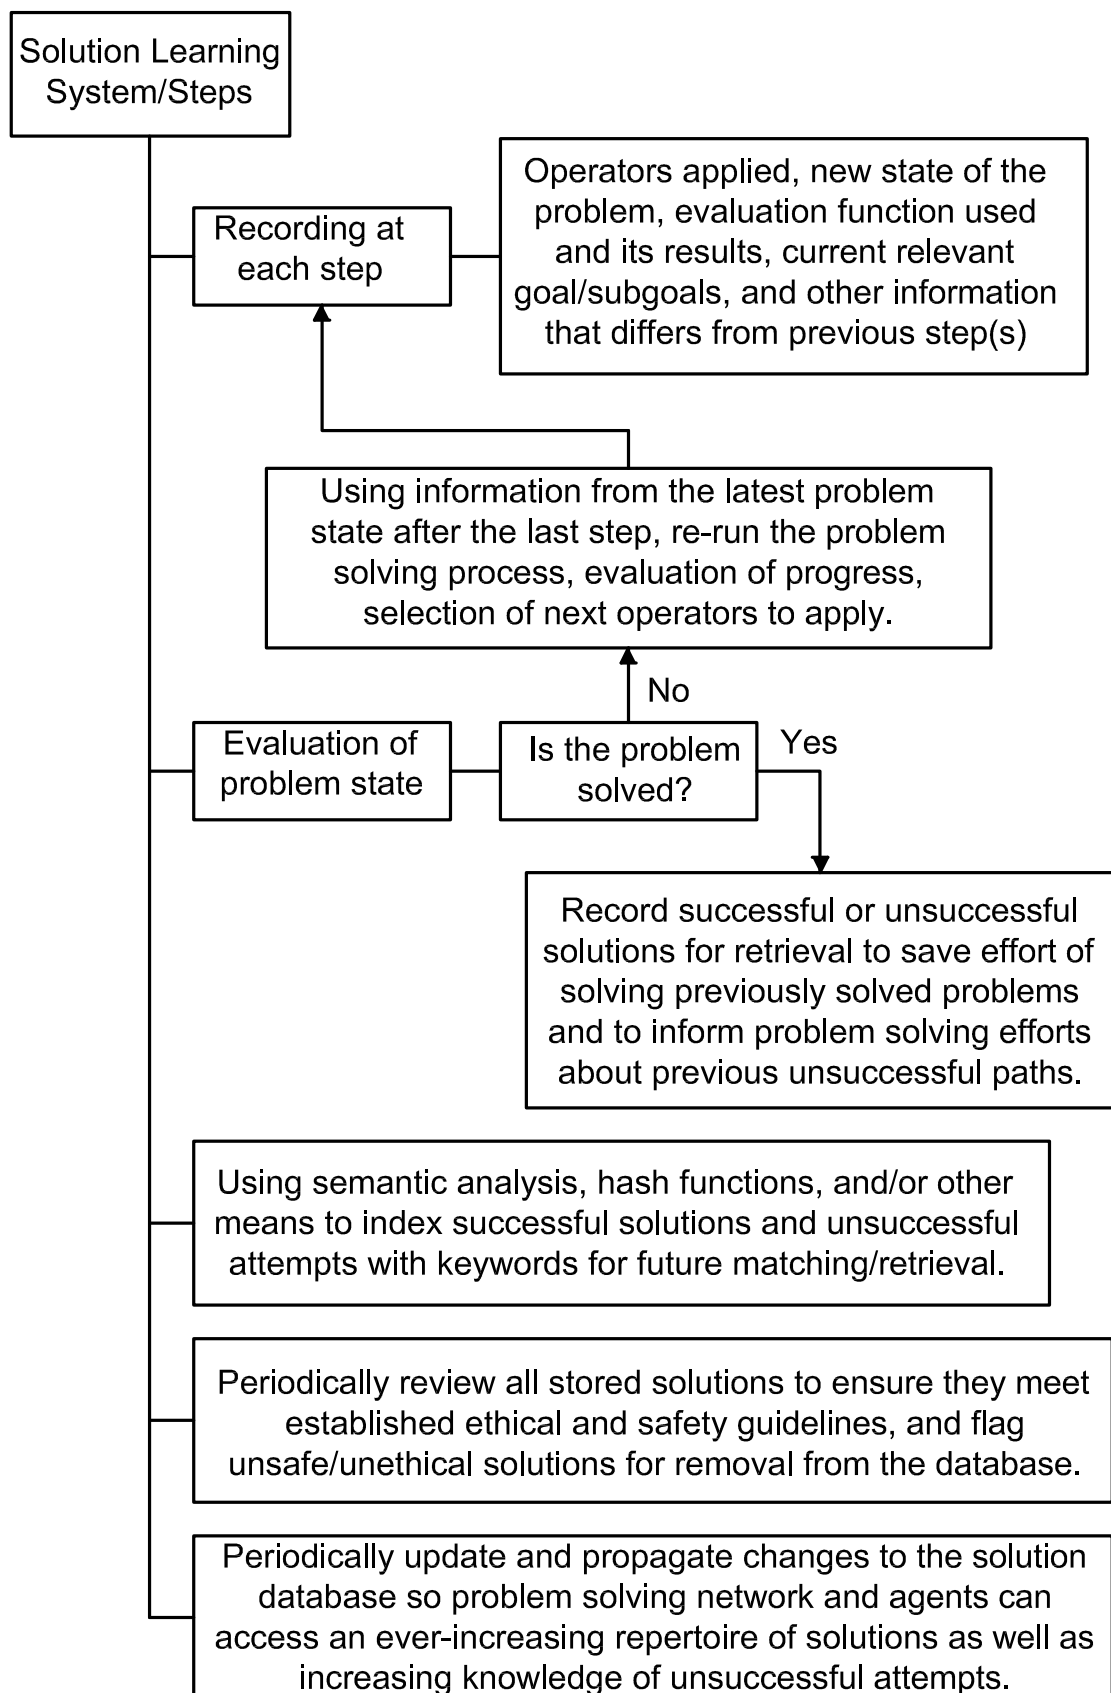 Solution Learning
System/Steps
Recording at
each step
Operators applied, new state of the
problem, evaluation function used
and its results, current relevant
goal/subgoals, and other information
that differs from previous step(s)
Using information from the latest problem
state after the last step, re-run the problem
solving process, evaluation of progress,
selection of next operators to apply.
No
Evaluation of
problem state
Is the problem
solved?
Yes
Record successful or unsuccessful
solutions for retrieval to save effort of
solving previously solved problems
and to inform problem solving efforts
about previous unsuccessful paths.
Using semantic analysis, hash functions, and/or other
means to index successful solutions and unsuccessful
attempts with keywords for future matching/retrieval.
Periodically review all stored solutions to ensure they meet
established ethical and safety guidelines, and flag
unsafe/unethical solutions for removal from the database.
Periodically update and propagate changes to the solution
database so problem solving network and agents can
access an ever-increasing repertoire of solutions as well as
increasing knowledge of unsuccessful attempts.